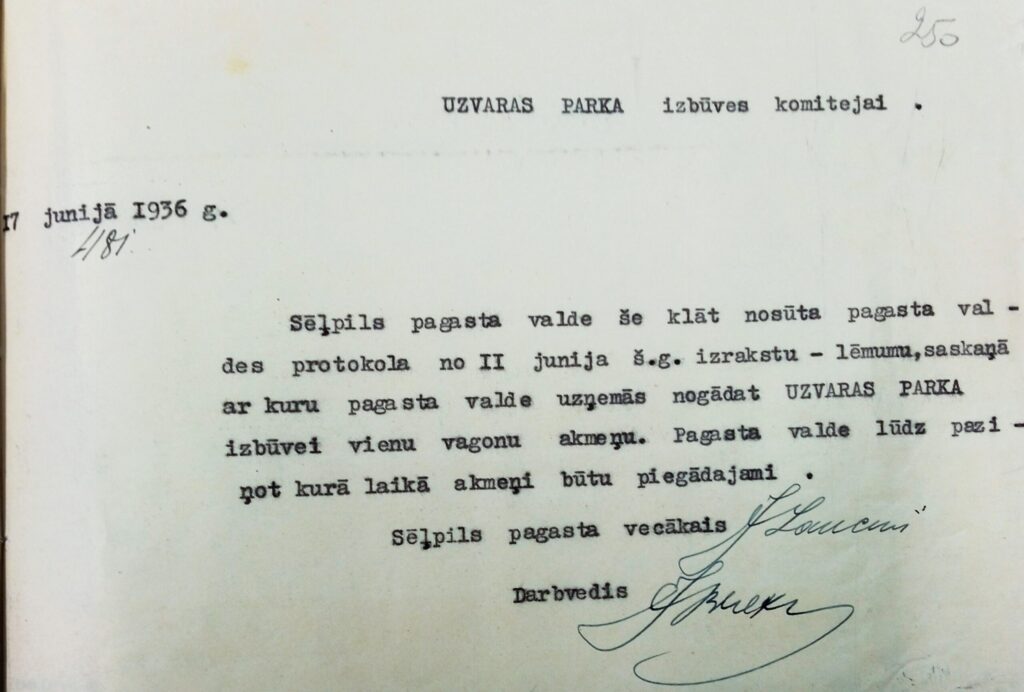 250
UZVARAS PARKA izbūves komitejai .
17 junijā 1936 g.
481.
Sēļpils pagasta valde še klāt nosūta pagasta val -
des protokola no II junija š.g. izrakstu - lēmumu,saskaņā
ar kuru pagasta valde uzņemās nogādat UZVARAS PARKA
izbūvei vienu vagonu akmeņu. Pagasta valde lūdz pazi -
ņot kurā laikā akmeņi būtu piegādajami .
Sēļpils pagasta vecākais
Darbvedis